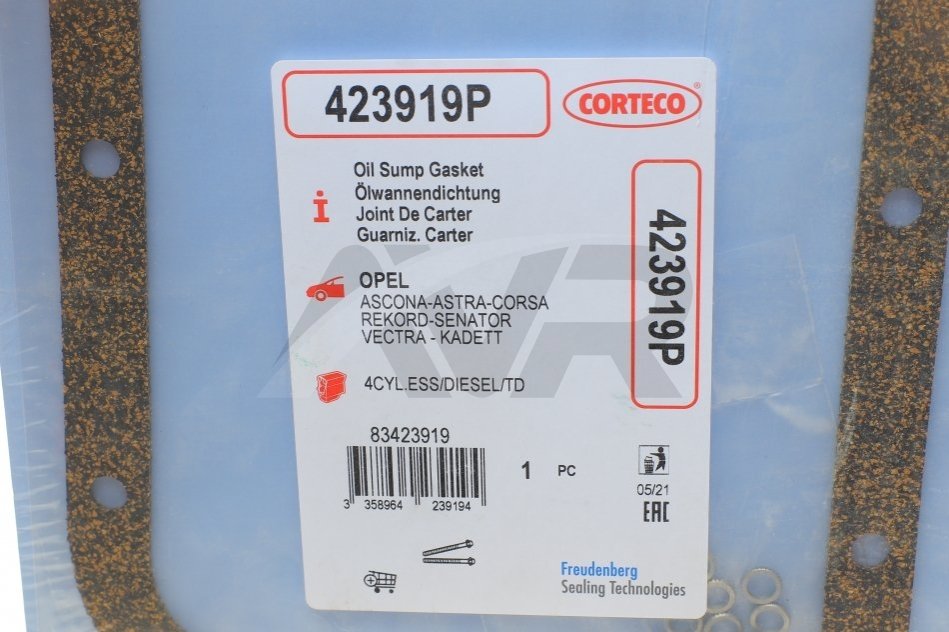 423919P
CORTECO®
Oil Sump Gasket
Ölwannendichtung
Joint De Carter
Guarniz. Carter
423919P
OPEL
ASCONA-ASTRA-CORSA
REKORD-SENATOR
VECTRA - KADETT
4CYL.ESS/DIESEL/TD
83423919
3 358964 239194
1 PC
05/21
EAC
Freudenberg
Sealing Technologies
AVR